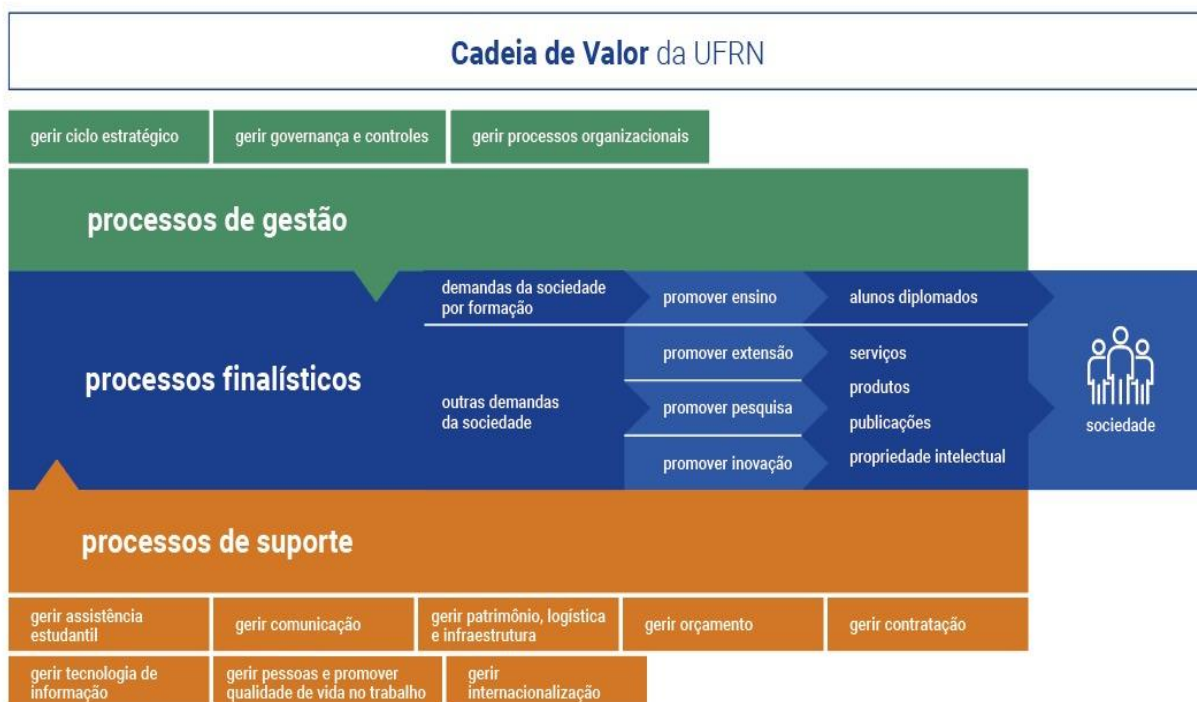 Cadeia de Valor da UFRN
gerir ciclo estratégico
gerir governança e controles
gerir processos organizacionais
processos de gestão
processos finalísticos
demandas da sociedade
por formação
promover ensino
alunos diplomados
outras demandas
da sociedade
promover extensão
promover pesquisa
promover inovação
serviços
produtos
publicações
propriedade intelectual
sociedade
processos de suporte
gerir assistência
estudantil
gerir comunicação
gerir patrimônio, logística
e infraestrutura
gerir orçamento
gerir contratação
gerir tecnologia de
informação
gerir pessoas e promover
qualidade de vida no trabalho
gerir
internacionalização